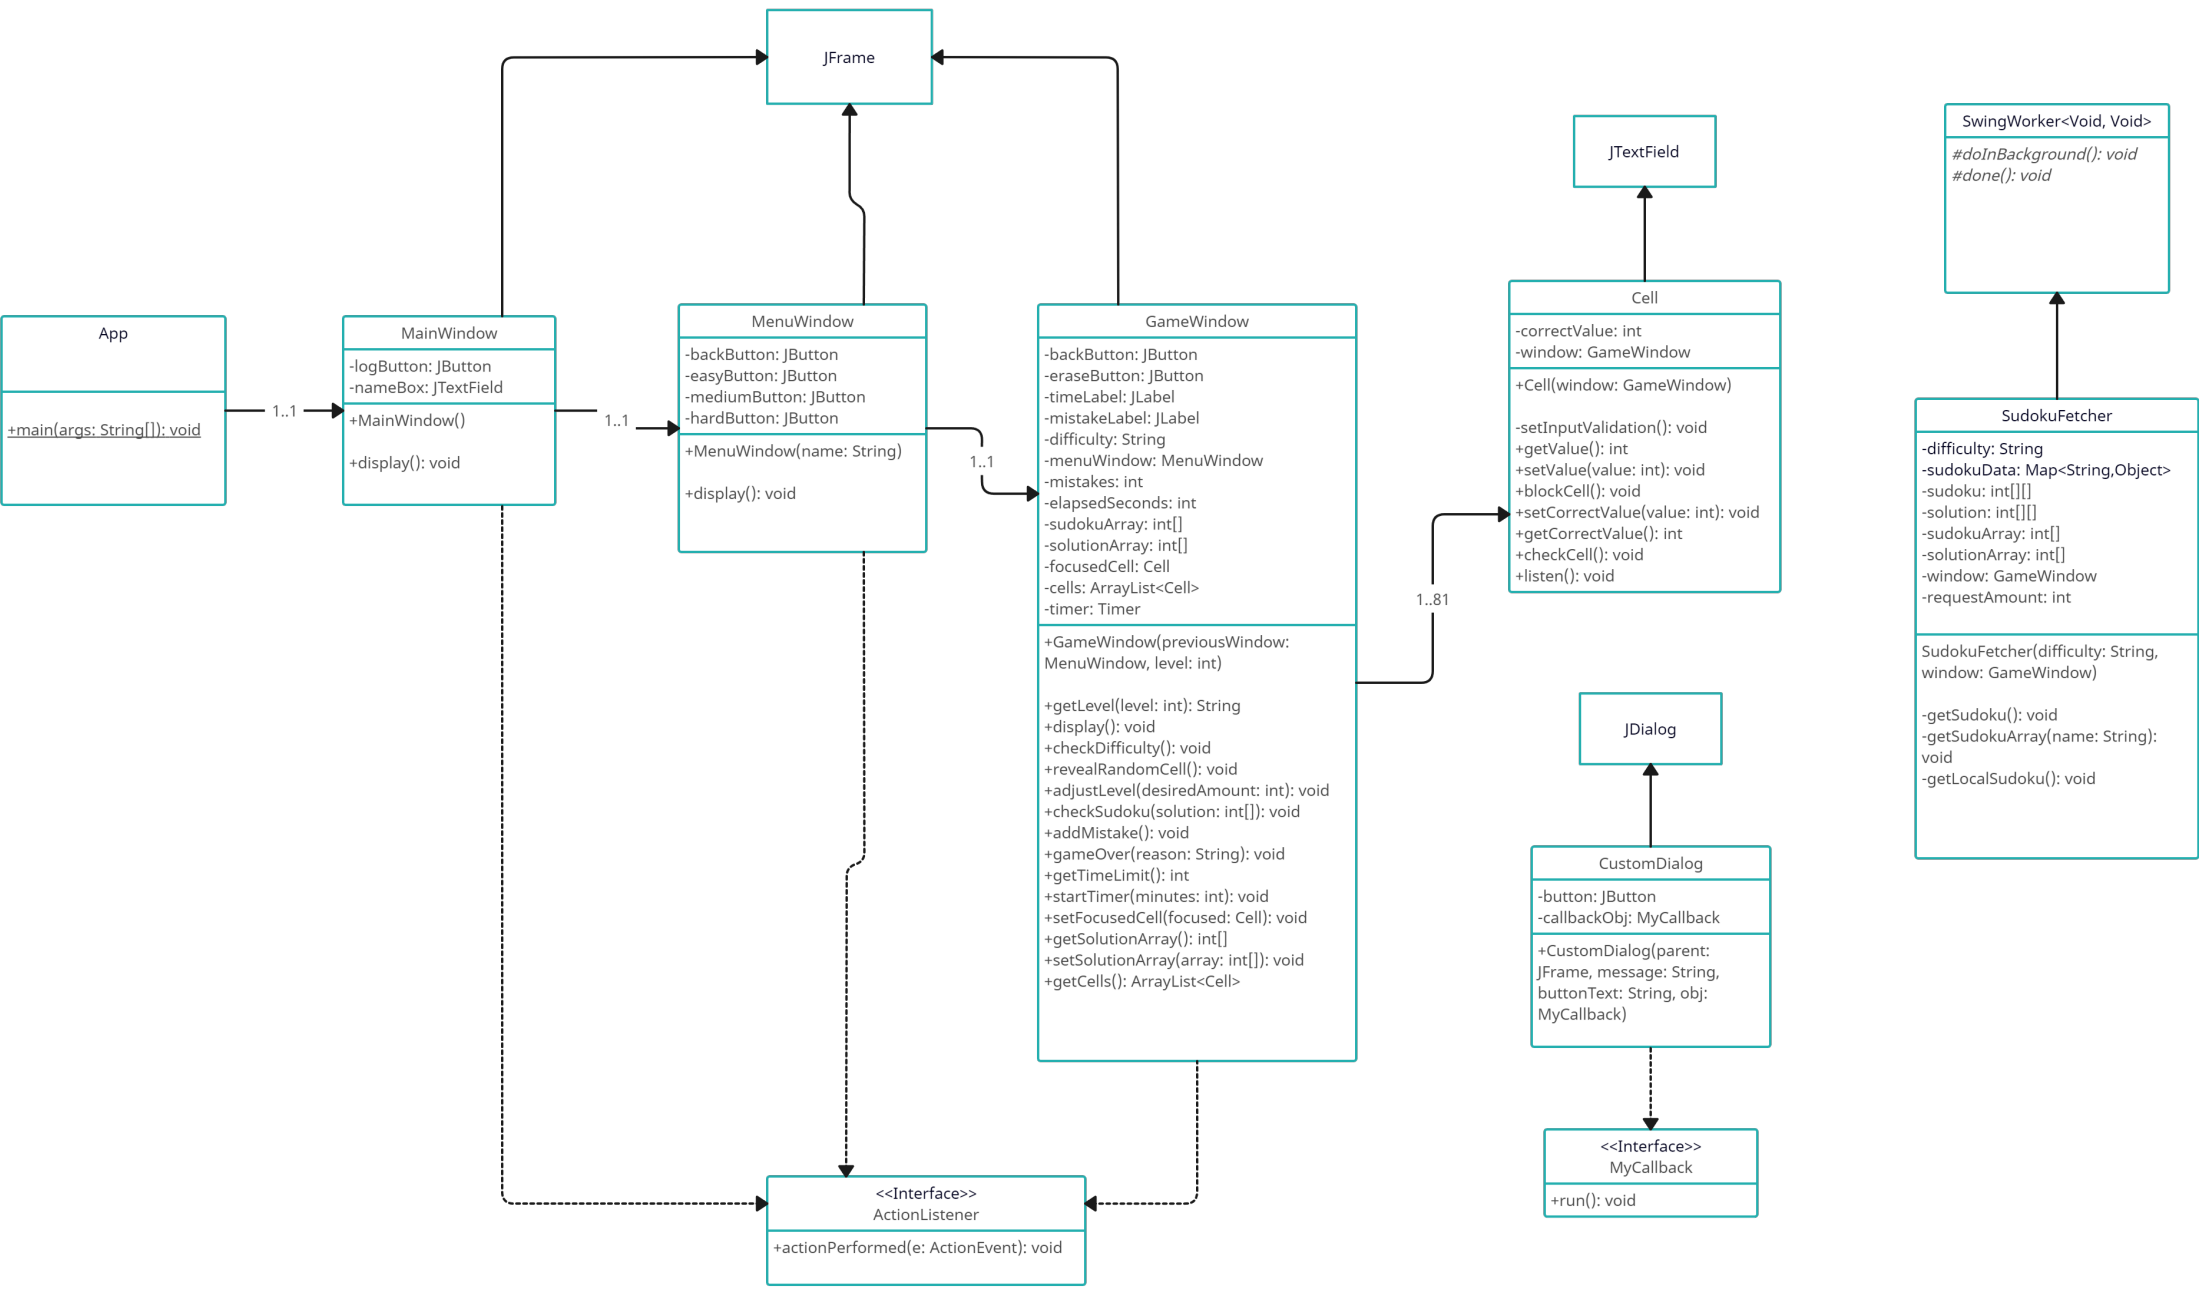 JFrame
JTextField
SwingWorker<Void, Void>
#doInBackground(): void
#done(): void
App
+main(args: String[]): void
1..1
MainWindow
-logButton: JButton
-nameBox: JTextField
+MainWindow()
+display(): void
1..1
MenuWindow
-backButton: JButton
-easyButton: JButton
-mediumButton: JButton
-hardButton: JButton
+MenuWindow(name: String)
+display(): void
1..1
GameWindow
-backButton: JButton
-eraseButton: JButton
-timeLabel: JLabel
-mistakeLabel: JLabel
-difficulty: String
-menuWindow: MenuWindow
-mistakes: int
-elapsedSeconds: int
-sudokuArray: int[]
-solutionArray: int[]
-focusedCell: Cell
-cells: ArrayList<Cell>
-timer: Timer
+GameWindow(previousWindow:
MenuWindow, level: int)
+getLevel(level: int): String
+display(): void
+checkDifficulty(): void
+revealRandomCell(): void
+adjustLevel(desiredAmount: int): void
+checkSudoku(solution: int[]): void
+addMistake(): void
+gameOver(reason: String): void
+getTimeLimit(): int
+startTimer(minutes: int): void
+setFocusedCell(focused: Cell): void
+getSolutionArray(): int[]
+setSolutionArray(array: int[]): void
+getCells(): ArrayList<Cell>
1..81
Cell
-correctValue: int
-window: GameWindow
+Cell(window: GameWindow)
-setInputValidation(): void
+getValue(): int
+setValue(value: int): void
+blockCell(): void
+setCorrectValue(value: int): void
+getCorrectValue(): int
+checkCell(): void
+listen(): void
SudokuFetcher
-difficulty: String
-sudokuData: Map<String,Object>
-sudoku: int[][]
-solution: int[][]
-sudokuArray: int[]
-solutionArray: int[]
-window: GameWindow
-requestAmount: int
SudokuFetcher(difficulty: String,
window: GameWindow)
-getSudoku(): void
-getSudokuArray(name: String):
void
-getLocalSudoku(): void
JDialog
CustomDialog
-button: JButton
-callbackObj: MyCallback
+CustomDialog(parent:
JFrame, message: String,
buttonText: String, obj:
MyCallback)
<<Interface>>
MyCallback
+run(): void
<<Interface>>
ActionListener
+actionPerformed(e: ActionEvent): void